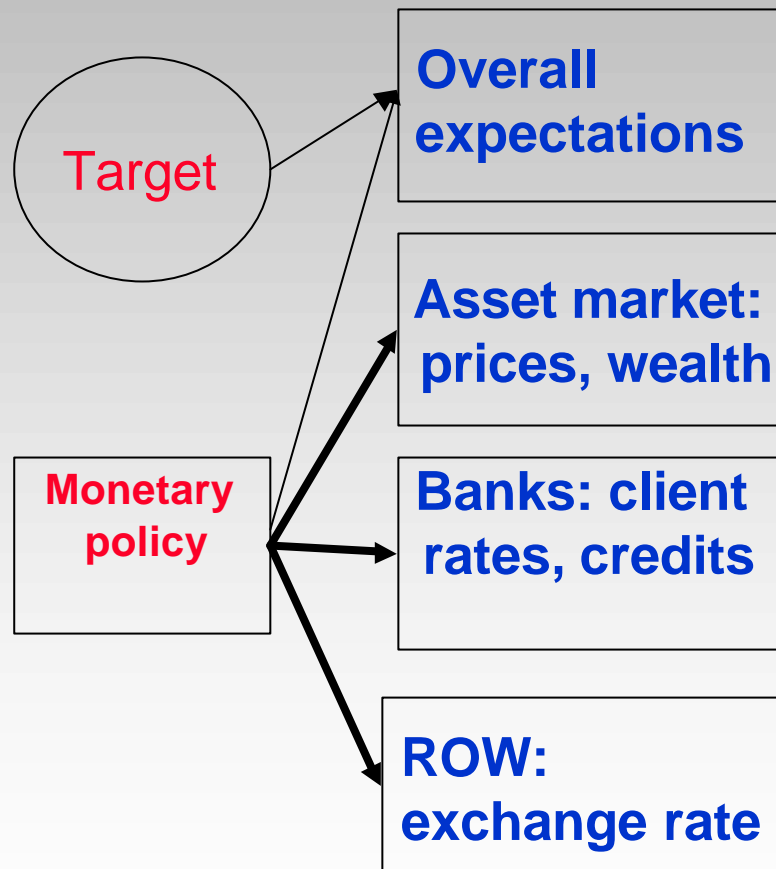 Target
Overall
expectations
Asset market:
prices, wealth
Monetary
policy
Banks: client
rates, credits
ROW:
exchange rate